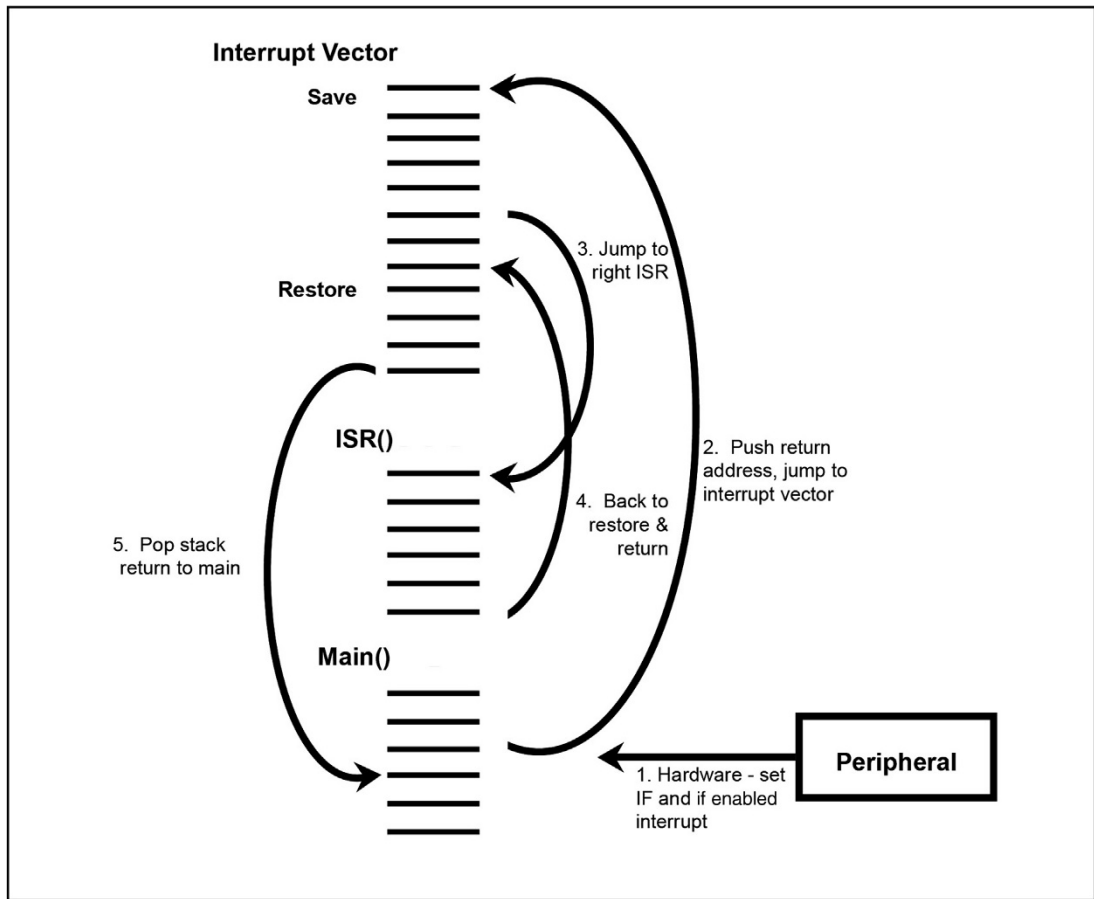 Interrupt Vector
Save
3. Jump to
right ISR
Restore
ISR()
2. Push return
address, jump to
interrupt vector
4. Back to
restore &
return
5. Pop stack
return to main
Main()
Peripheral
1. Hardware - set
IF and if enabled
interrupt